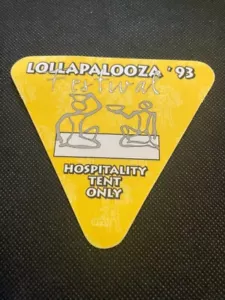 LOLLAPALOOZA '93
Festival
HOSPITALITY
TENT
ONLY